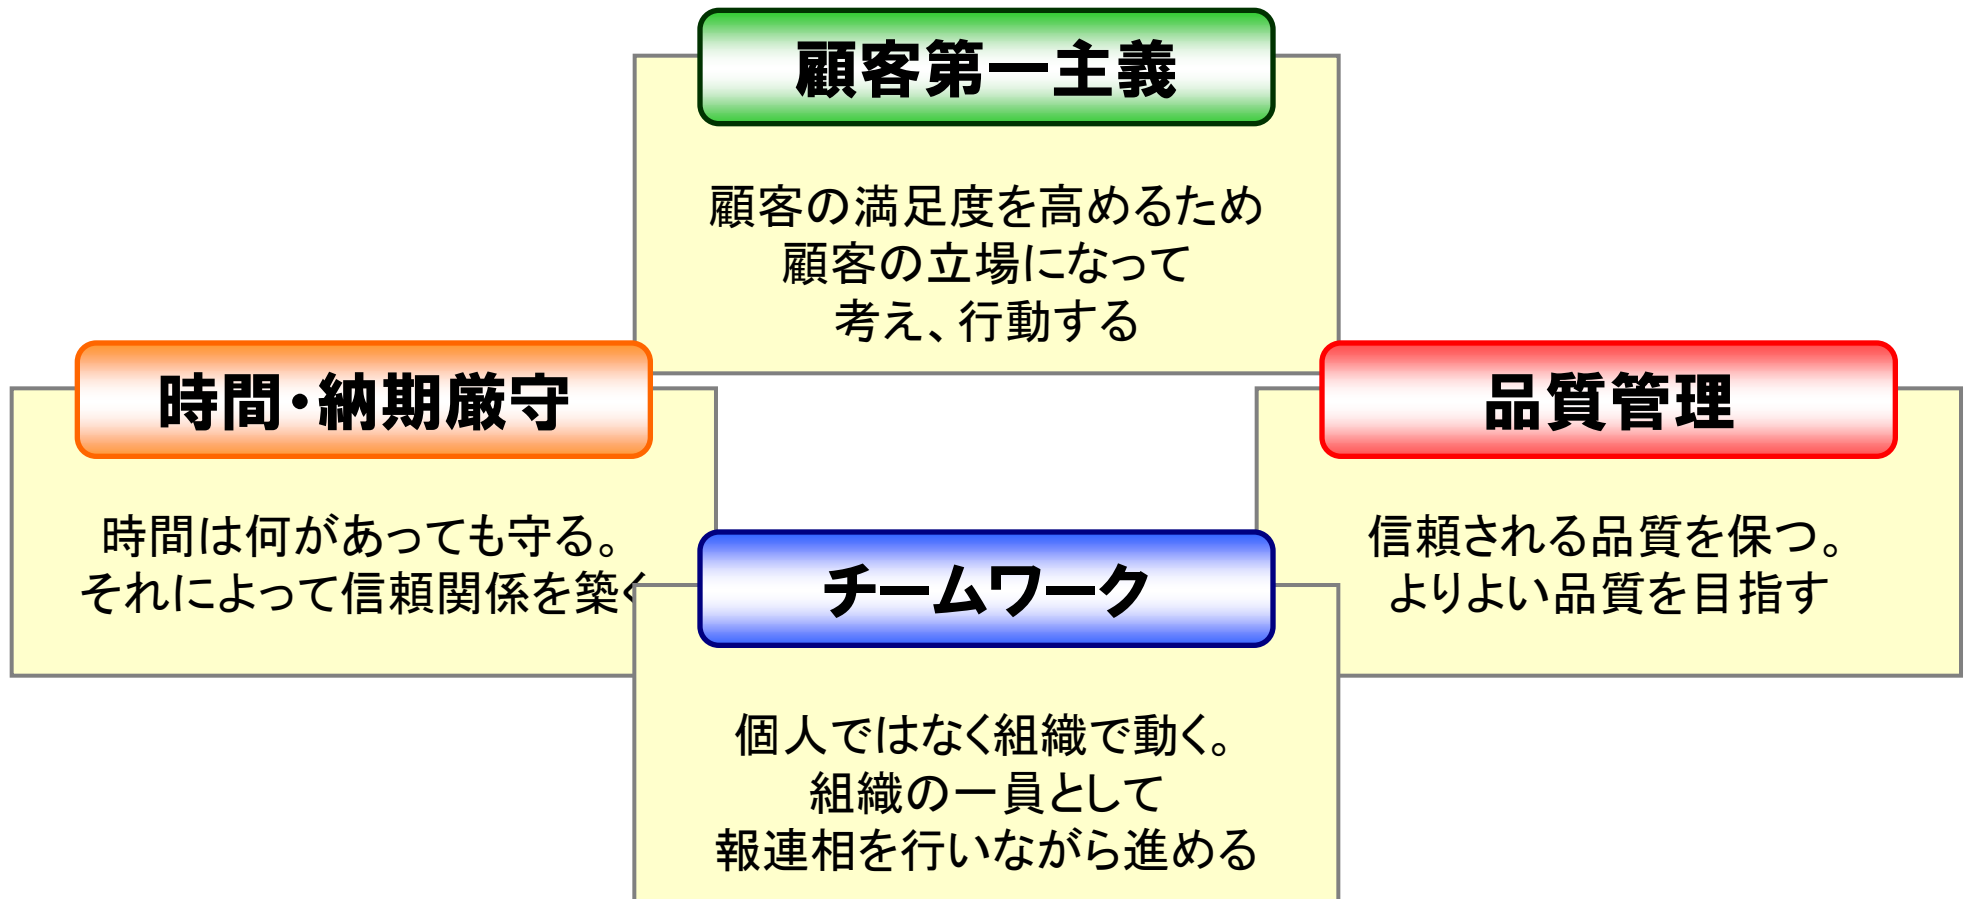 顧客第一主義
顧客の満足度を高めるため
顧客の立場になって
考え、行動する
時間・納期厳守
時間は何があっても守る。
それによって信頼関係を築く
品質管理
信頼される品質を保つ。
よりよい品質を目指す
チームワーク
個人ではなく組織で動く。
組織の一員として
報連相を行いながら進める